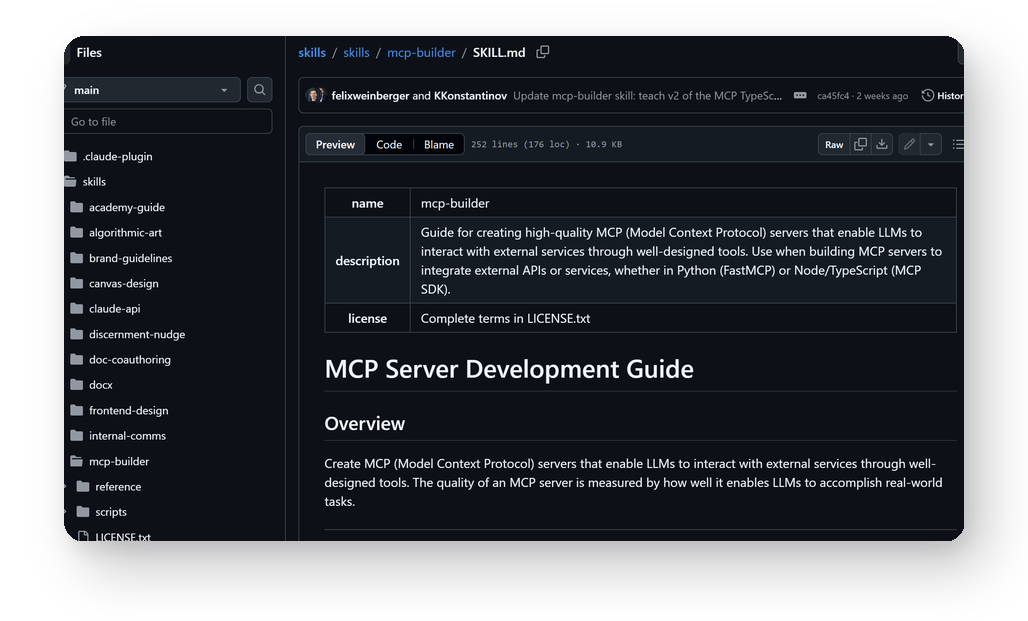 Files
main
Go to file
.claude-plugin
skills
academy-guide
algorithmic-art
brand-guidelines
canvas-design
claude-api
discernment-nudge
doc-coauthoring
docx
frontend-design
internal-comms
mcp-builder
reference
scripts
LICENSE.txt
skills / skills / mcp-builder / SKILL.md
felixweinberger and KKonstantinov Update mcp-builder skill: teach v2 of the MCP TypeSc... ca45fc4 · 2 weeks ago Histor
Preview Code Blame 252 lines (176 loc) · 10.9 KB Raw
name mcp-builder
description Guide for creating high-quality MCP (Model Context Protocol) servers that enable LLMs to
interact with external services through well-designed tools. Use when building MCP servers to
integrate external APIs or services, whether in Python (FastMCP) or Node/TypeScript (MCP
SDK).
license Complete terms in LICENSE.txt
MCP Server Development Guide
Overview
Create MCP (Model Context Protocol) servers that enable LLMs to interact with external services through well-
designed tools. The quality of an MCP server is measured by how well it enables LLMs to accomplish real-world
tasks.